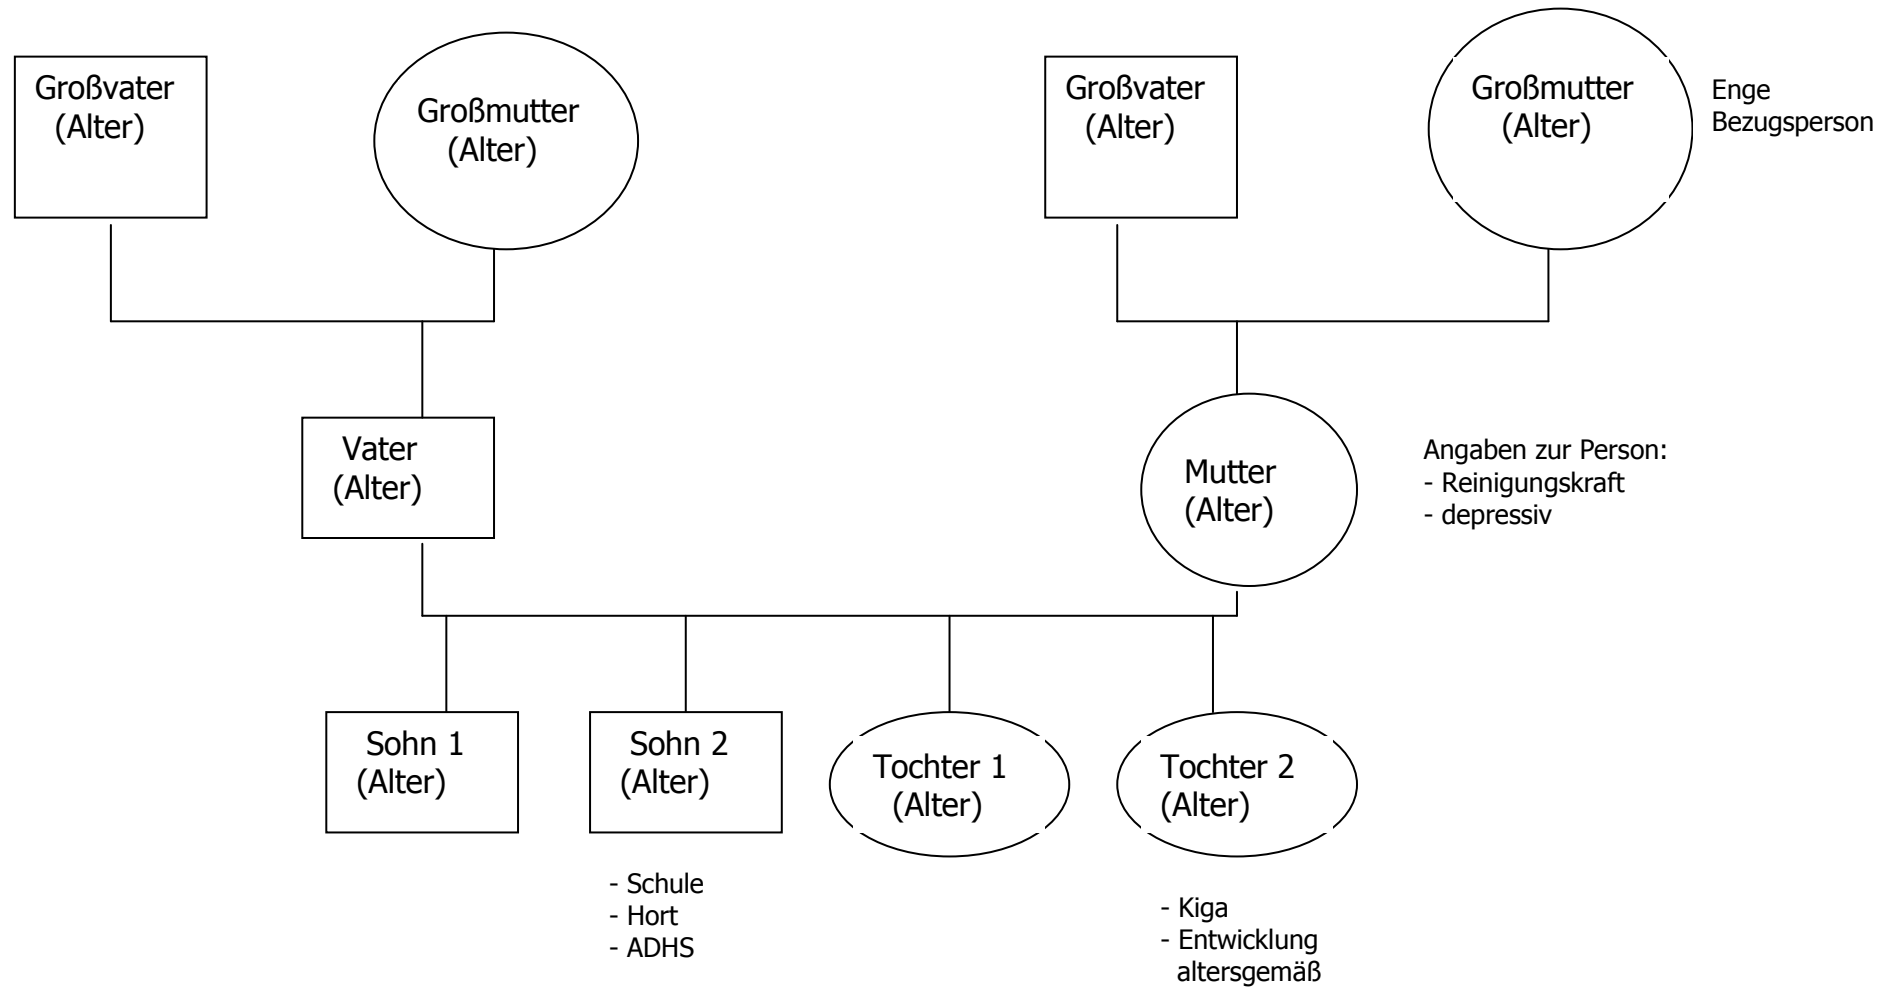 Großvater
(Alter)
Großmutter
(Alter)
Großvater
(Alter)
Großmutter
(Alter)
Enge
Bezugsperson
Vater
(Alter)
Mutter
(Alter)
Angaben zur Person:
- Reinigungskraft
- depressiv
Sohn 1
(Alter)
Sohn 2
(Alter)
Tochter 1
(Alter)
Tochter 2
(Alter)
- Schule
- Hort
- ADHS
- Kiga
- Entwicklung
altersgemäß